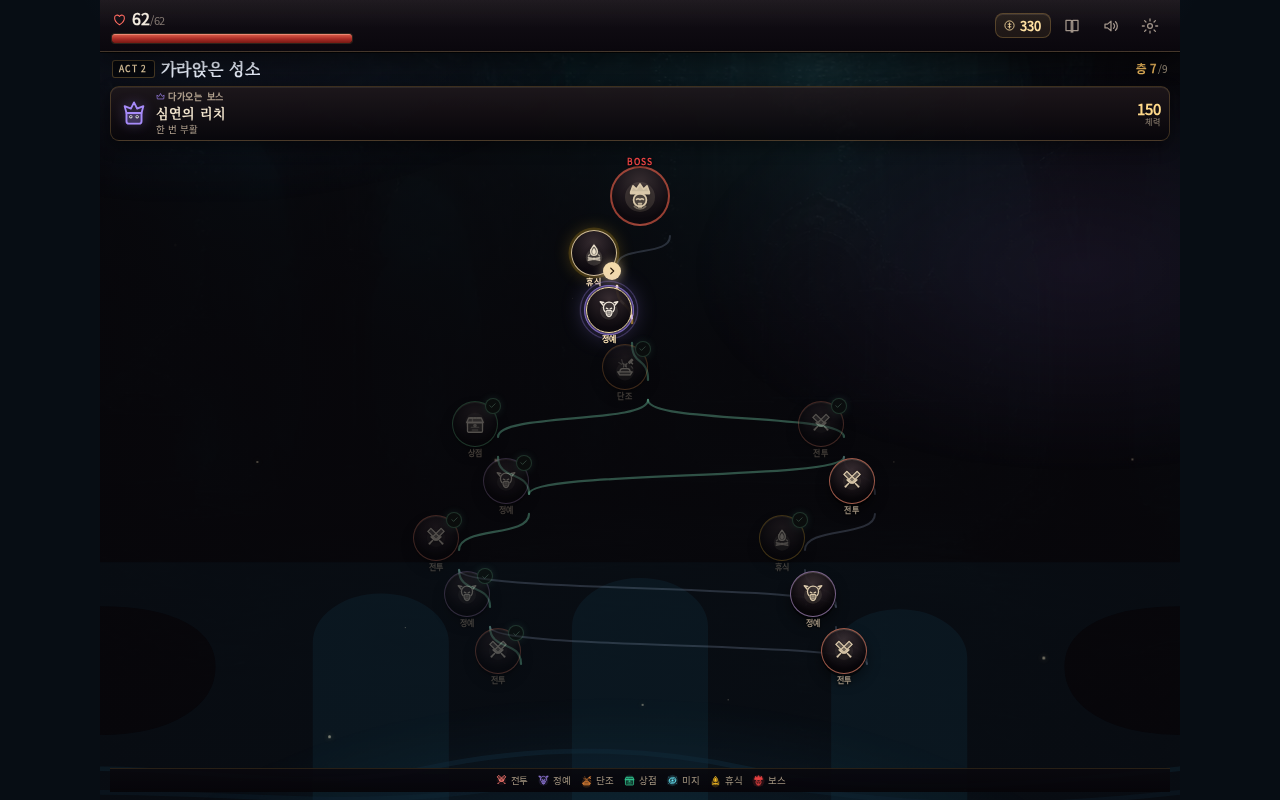 62/62
330
ACT 2 가라앉은 성소
층 7/9
다가오는 보스
심연의 리치
한 번 부활
150
체력
BOSS
휴식
정예
단조
상점
전투
정예
전투
전투
휴식
정예
정예
전투
전투
전투 정예 단조 상점 미지 휴식 보스